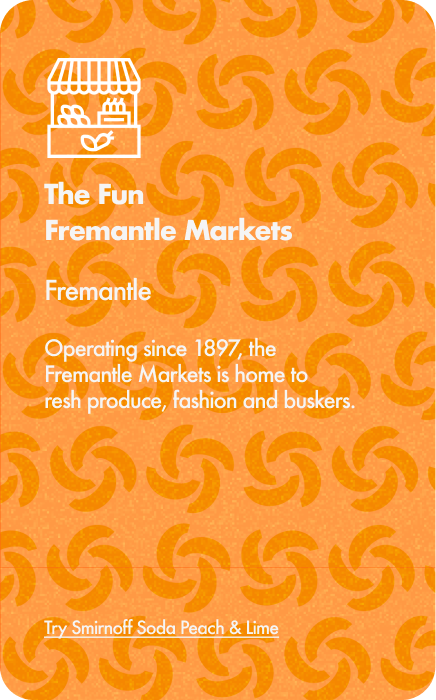 The Fun
Fremantle Markets
Fremantle
Operating since 1897, the
Fremantle Markets is home to
resh produce, fashion and buskers.
Try Smirnoff Soda Peach & Lime